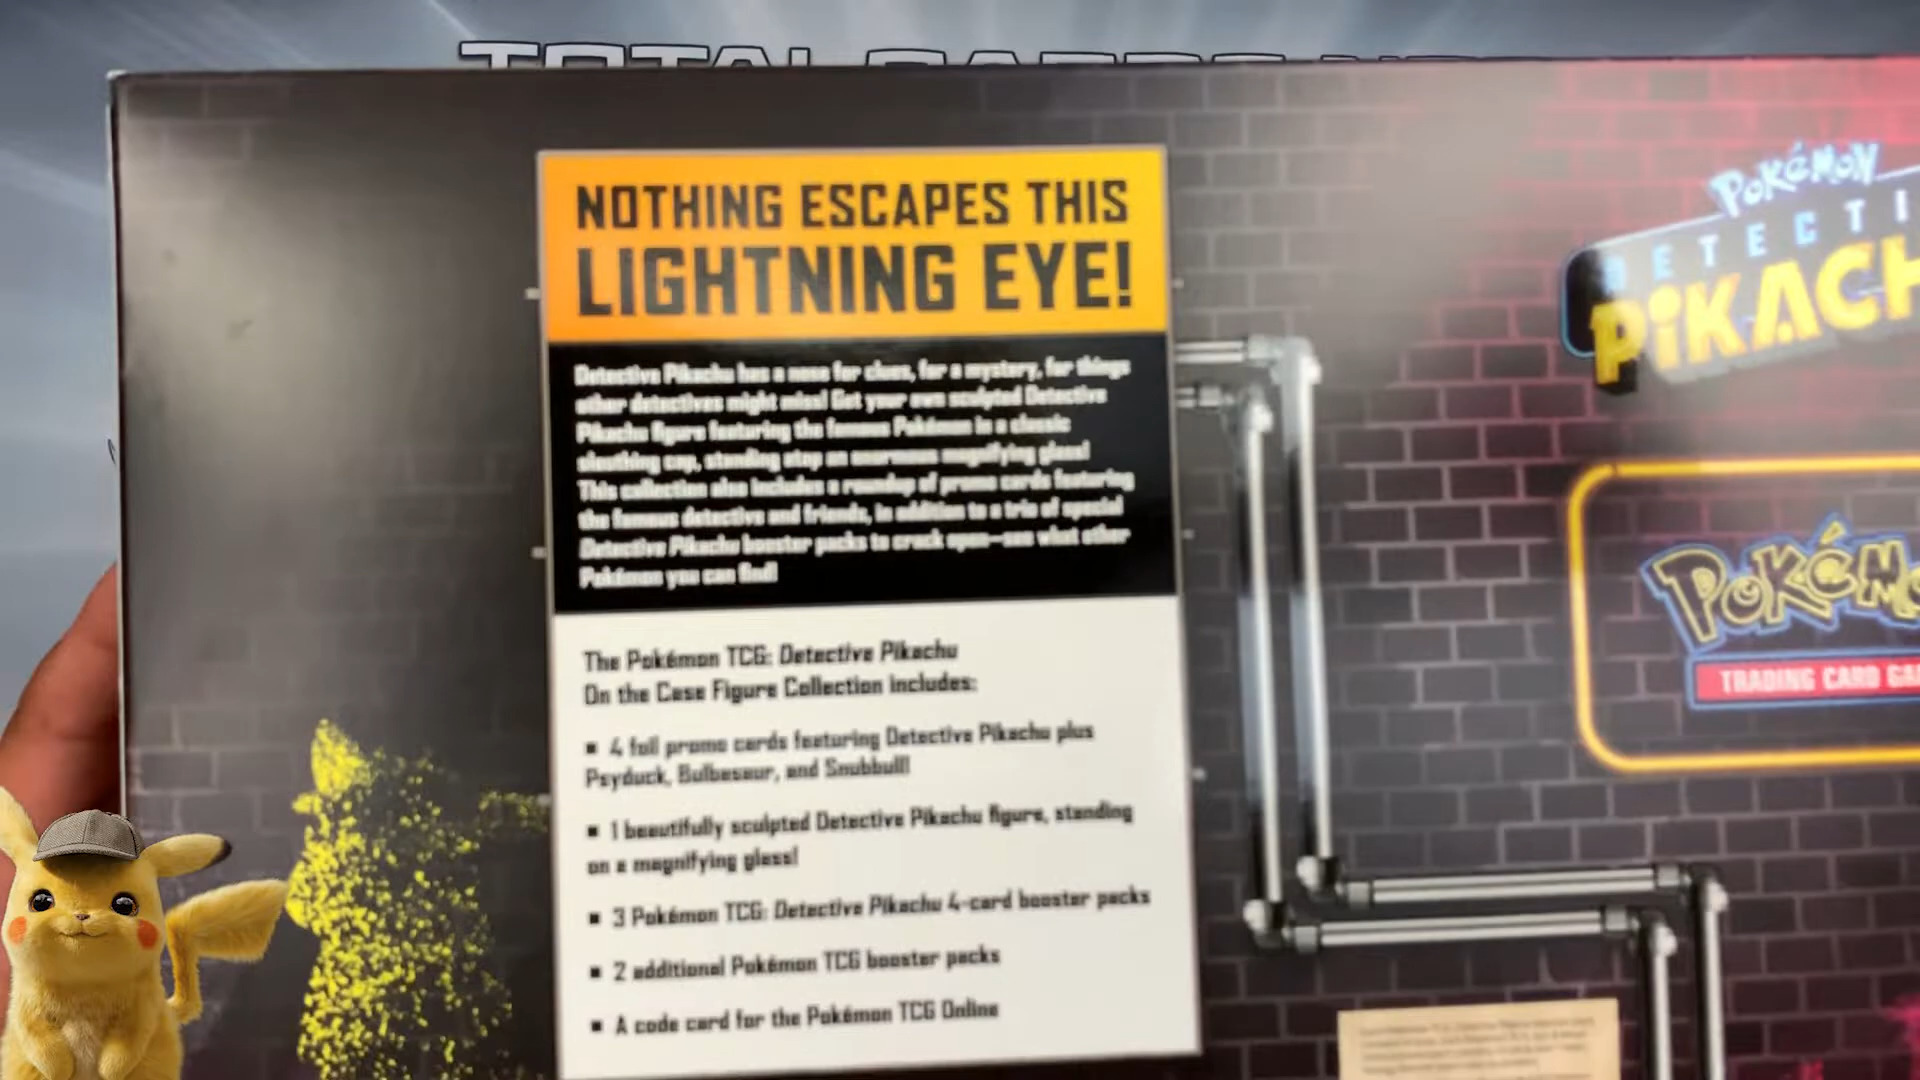 NOTHING ESCAPES THIS
LIGHTNING EYE!
Detective Pikachu has a nose for clues, for a mystery, for things
other detectives might miss! Get your own sculpted Detective
Pikachu figure featuring the famous Pokémon in a classic
sleuthing cap, standing atop an enormous magnifying glass!
This collection also includes a roundup of promo cards featuring
the famous detective and friends, in addition to a trio of special
Detective Pikachu booster packs to crack open—see what other
Pokémon you can find!
The Pokémon TCG: Detective Pikachu
On the Case Figure Collection includes:
▪ 4 foil promo cards featuring Detective Pikachu plus
Psyduck, Bulbasaur, and Snubbull!
▪ 1 beautifully sculpted Detective Pikachu figure, standing
on a magnifying glass!
▪ 3 Pokémon TCG: Detective Pikachu 4-card booster packs
▪ 2 additional Pokémon TCG booster packs
▪ A code card for the Pokémon TCG Online
POKÉMON
DETECTI
PIKACH
POKÉM
TRADING CARD GA